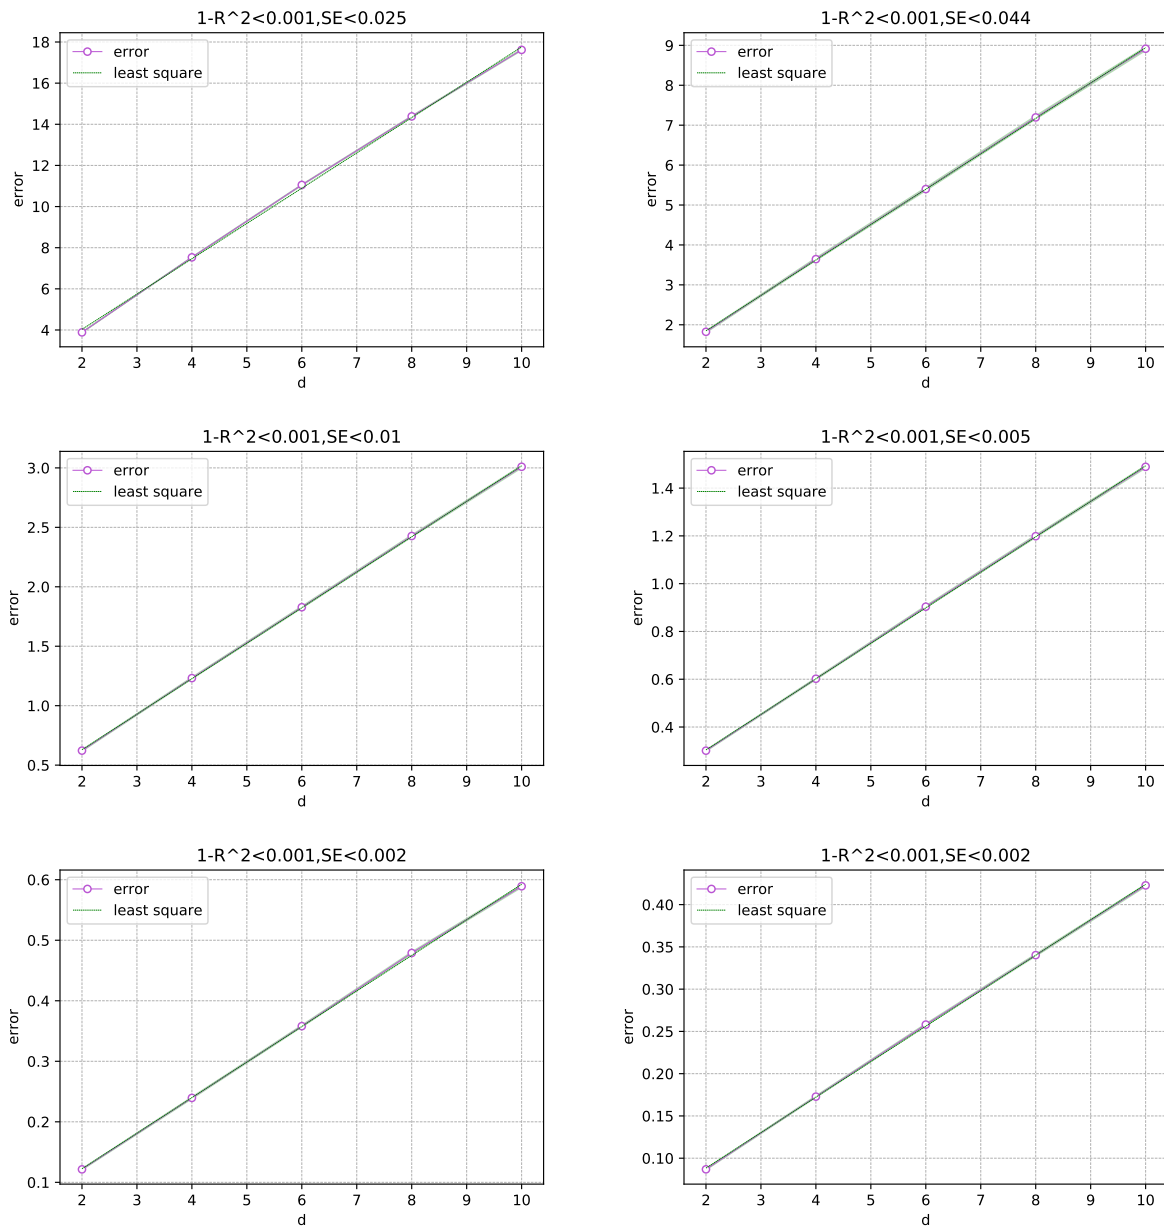 1-R^2<0.001,SE<0.025
error
least square
18
16
14
12
10
8
6
4
error
2 3 4 5 6 7 8 9 10
d
1-R^2<0.001,SE<0.044
error
least square
9
8
7
6
5
4
3
2
error
2 3 4 5 6 7 8 9 10
d
1-R^2<0.001,SE<0.01
error
least square
3.0
2.5
2.0
1.5
1.0
0.5
error
2 3 4 5 6 7 8 9 10
d
1-R^2<0.001,SE<0.005
error
least square
1.4
1.2
1.0
0.8
0.6
0.4
error
2 3 4 5 6 7 8 9 10
d
1-R^2<0.001,SE<0.002
error
least square
0.6
0.5
0.4
0.3
0.2
0.1
error
2 3 4 5 6 7 8 9 10
d
1-R^2<0.001,SE<0.002
error
least square
0.40
0.35
0.30
0.25
0.20
0.15
0.10
error
2 3 4 5 6 7 8 9 10
d